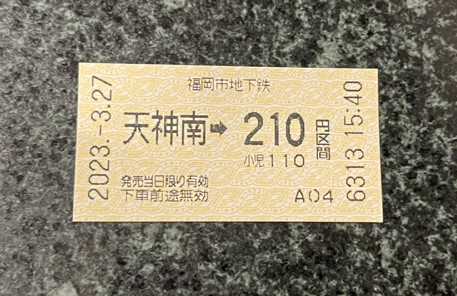 福岡市地下鉄
2023.-3.27
天神南➡210円区間
小児110
発売当日限り有効
下車前途無効
A04
6313 15:40